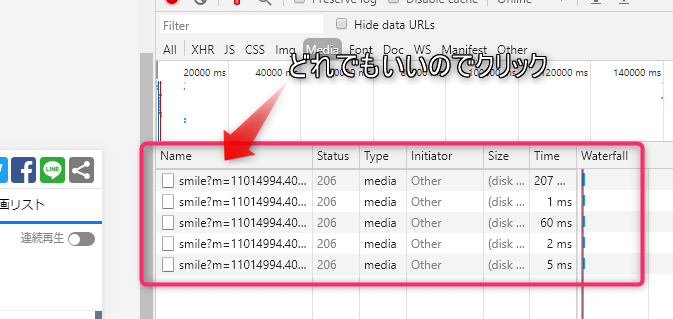 Preserve log
Disable cache
Online
Filter
Hide data URLs
All XHR JS CSS Img Media Font Doc WS Manifest Other
どれでもいいのでクリック
20000 ms 40000 120000 ms 140000 ms
Name Status Type Initiator Size Time Waterfall
smile?m=11014994.40... 206 media Other (disk ... 207 ...
smile?m=11014994.40... 206 media Other (disk ... 1 ms
smile?m=11014994.40... 206 media Other (disk ... 60 ms
smile?m=11014994.40... 206 media Other (disk ... 2 ms
smile?m=11014994.40... 206 media Other (disk ... 5 ms
LINE
画リスト
連続再生